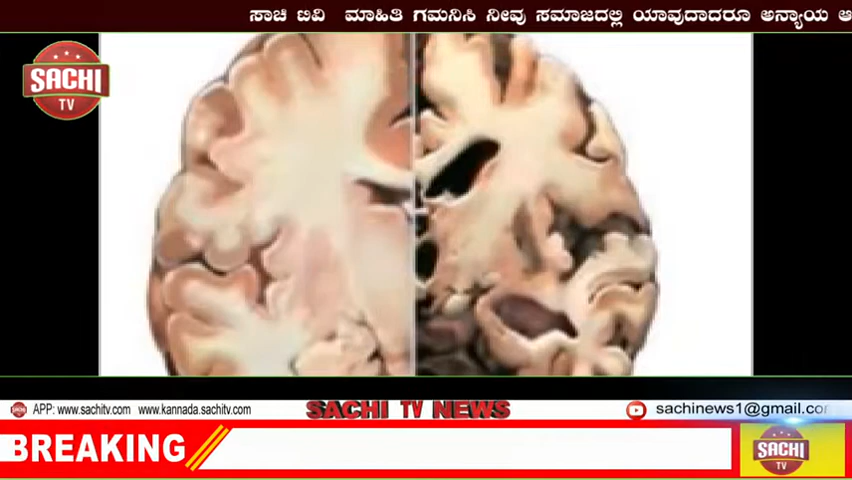 ಸಾಚಿ ಟಿವಿ ಮಾಹಿತಿ ಗಮನಿಸಿ ನೀವು ಸಮಾಜದಲ್ಲಿ ಯಾವುದಾದರೂ ಅನ್ಯಾಯ ಆ
SACHI
TV
APP: www.sachitv.com www.kannada.sachitv.com
SACHI TV NEWS
sachinews1@gmail.co
BREAKING
SACHI
TV